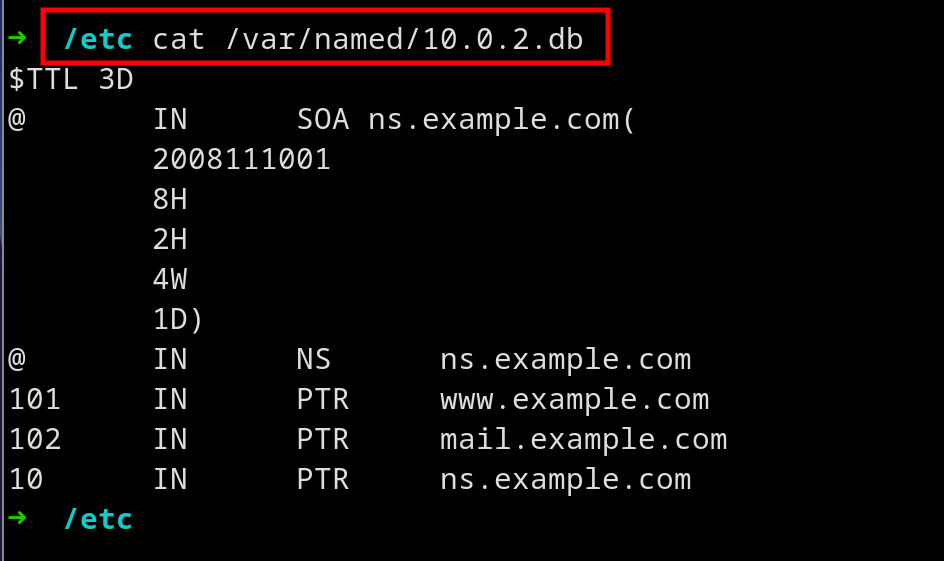 ➜  /etc cat /var/named/10.0.2.db
$TTL 3D
@       IN      SOA ns.example.com(
        2008111001
        8H
        2H
        4W
        1D)
@       IN      NS      ns.example.com
101     IN      PTR     www.example.com
102     IN      PTR     mail.example.com
10      IN      PTR     ns.example.com
➜  /etc